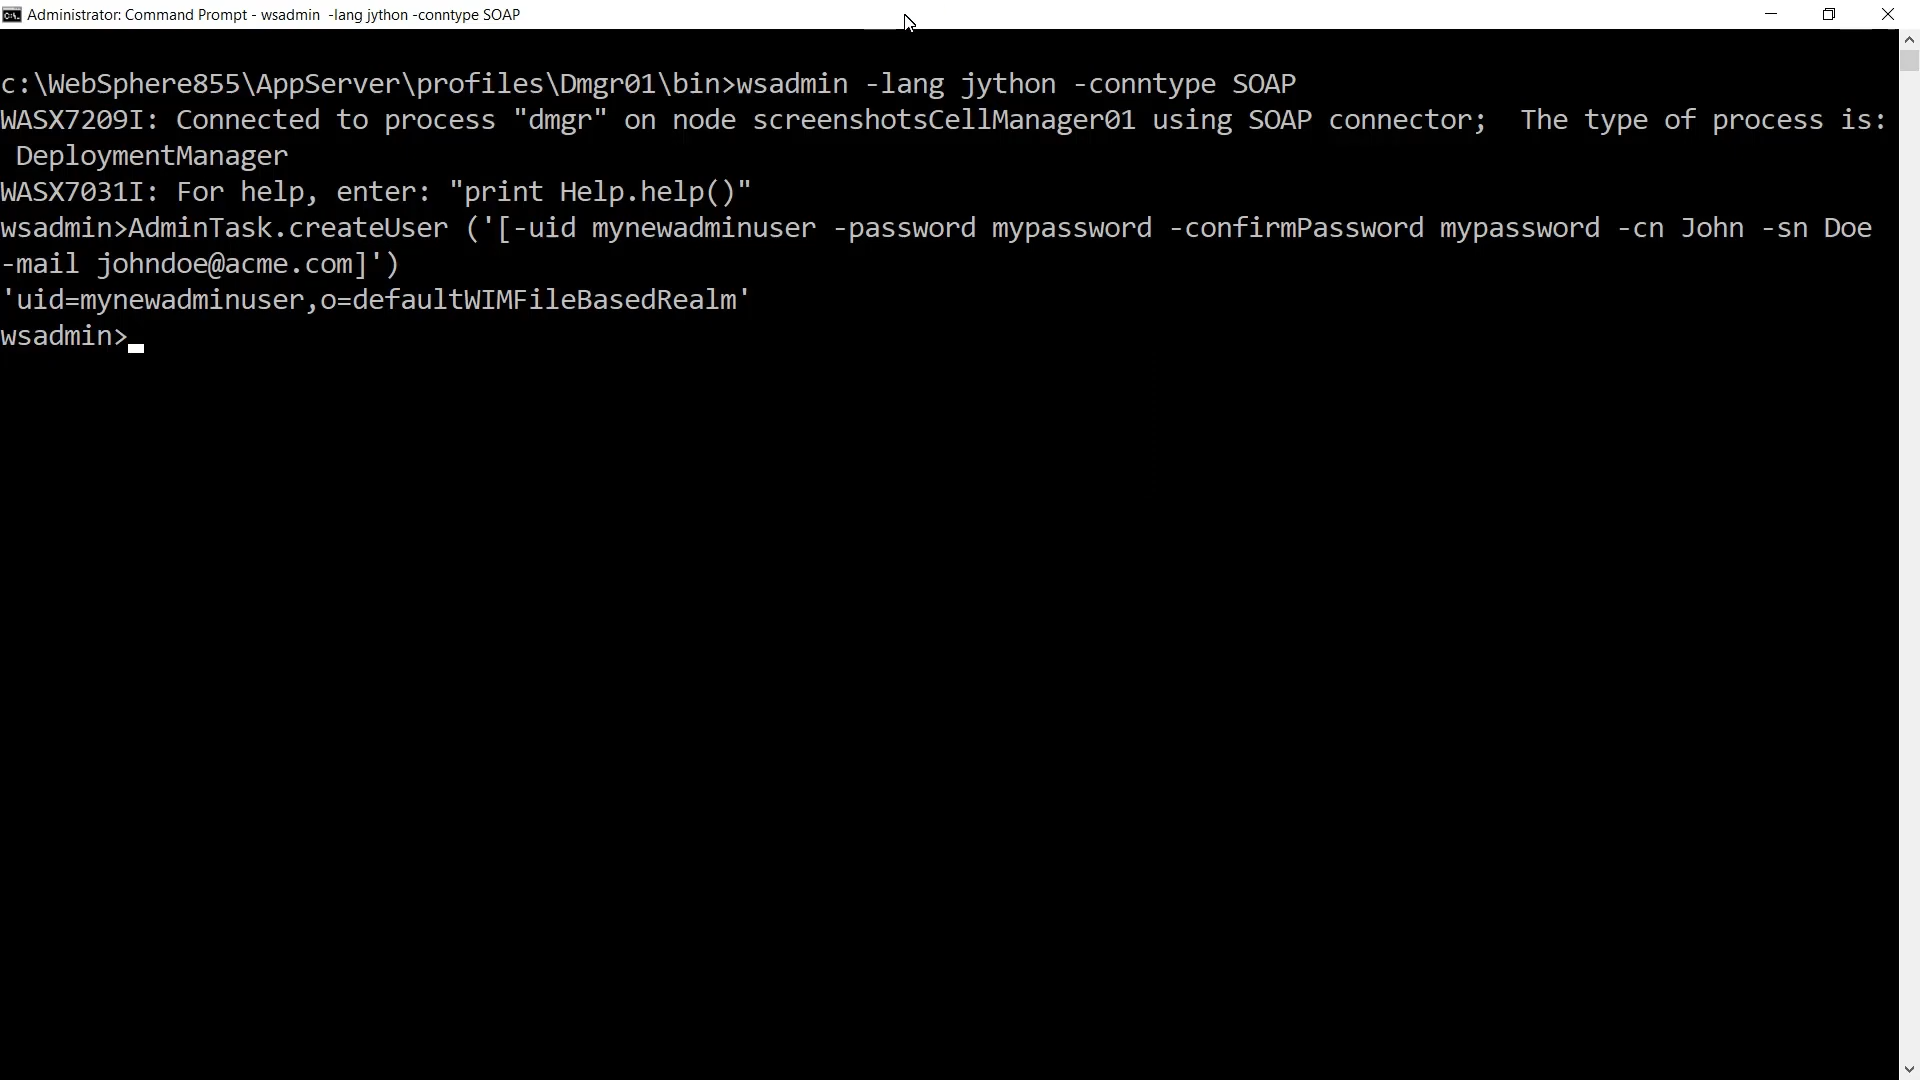 Administrator: Command Prompt - wsadmin  -lang jython -conntype SOAP
c:\WebSphere855\AppServer\profiles\Dmgr01\bin>wsadmin -lang jython -conntype SOAP
WASX7209I: Connected to process "dmgr" on node screenshotsCellManager01 using SOAP connector;  The type of process is:
 DeploymentManager
WASX7031I: For help, enter: "print Help.help()"
wsadmin>AdminTask.createUser ('[-uid mynewadminuser -password mypassword -confirmPassword mypassword -cn John -sn Doe
-mail johndoe@acme.com]')
'uid=mynewadminuser,o=defaultWIMFileBasedRealm'
wsadmin>